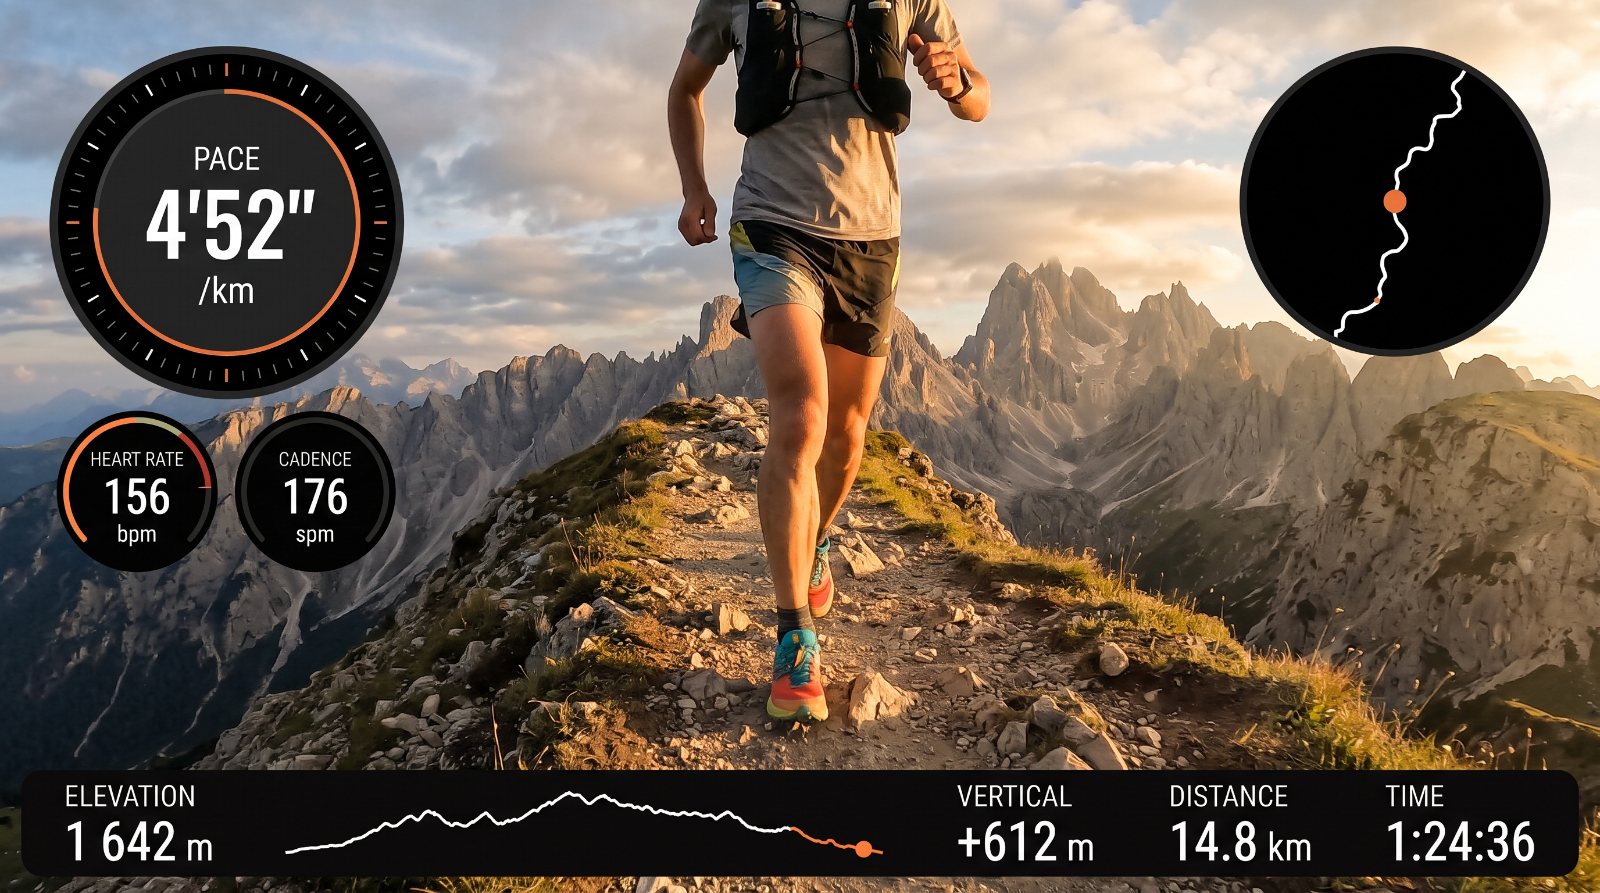 PACE
4'52"
/km
HEART RATE
156
bpm
CADENCE
176
spm
ELEVATION
1 642 m
VERTICAL
+612 m
DISTANCE
14.8 km
TIME
1:24:36